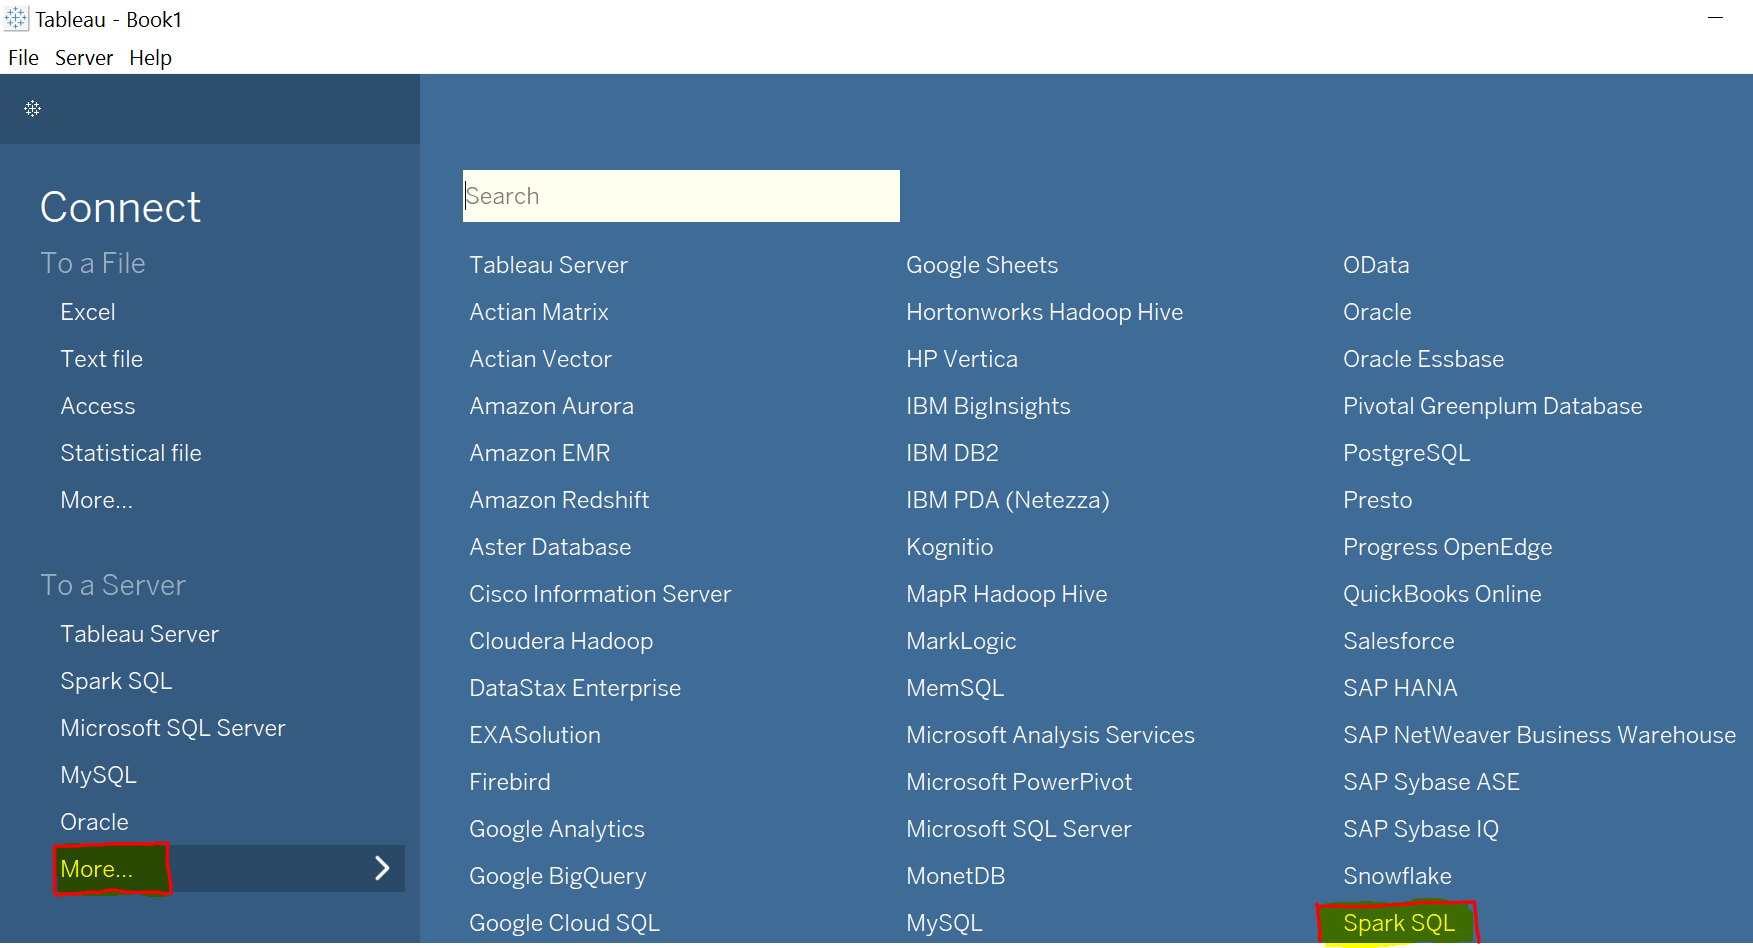 Tableau - Book1
File Server Help
Connect
To a File
Excel
Text file
Access
Statistical file
More...
To a Server
Tableau Server
Spark SQL
Microsoft SQL Server
MySQL
Oracle
More...
Search
Tableau Server
Actian Matrix
Actian Vector
Amazon Aurora
Amazon EMR
Amazon Redshift
Aster Database
Cisco Information Server
Cloudera Hadoop
DataStax Enterprise
EXASolution
Firebird
Google Analytics
Google BigQuery
Google Cloud SQL
Google Sheets
Hortonworks Hadoop Hive
HP Vertica
IBM BigInsights
IBM DB2
IBM PDA (Netezza)
Kognitio
MapR Hadoop Hive
MarkLogic
MemSQL
Microsoft Analysis Services
Microsoft PowerPivot
Microsoft SQL Server
MonetDB
MySQL
OData
Oracle
Oracle Essbase
Pivotal Greenplum Database
PostgreSQL
Presto
Progress OpenEdge
QuickBooks Online
Salesforce
SAP HANA
SAP NetWeaver Business Warehouse
SAP Sybase ASE
SAP Sybase IQ
Snowflake
Spark SQL